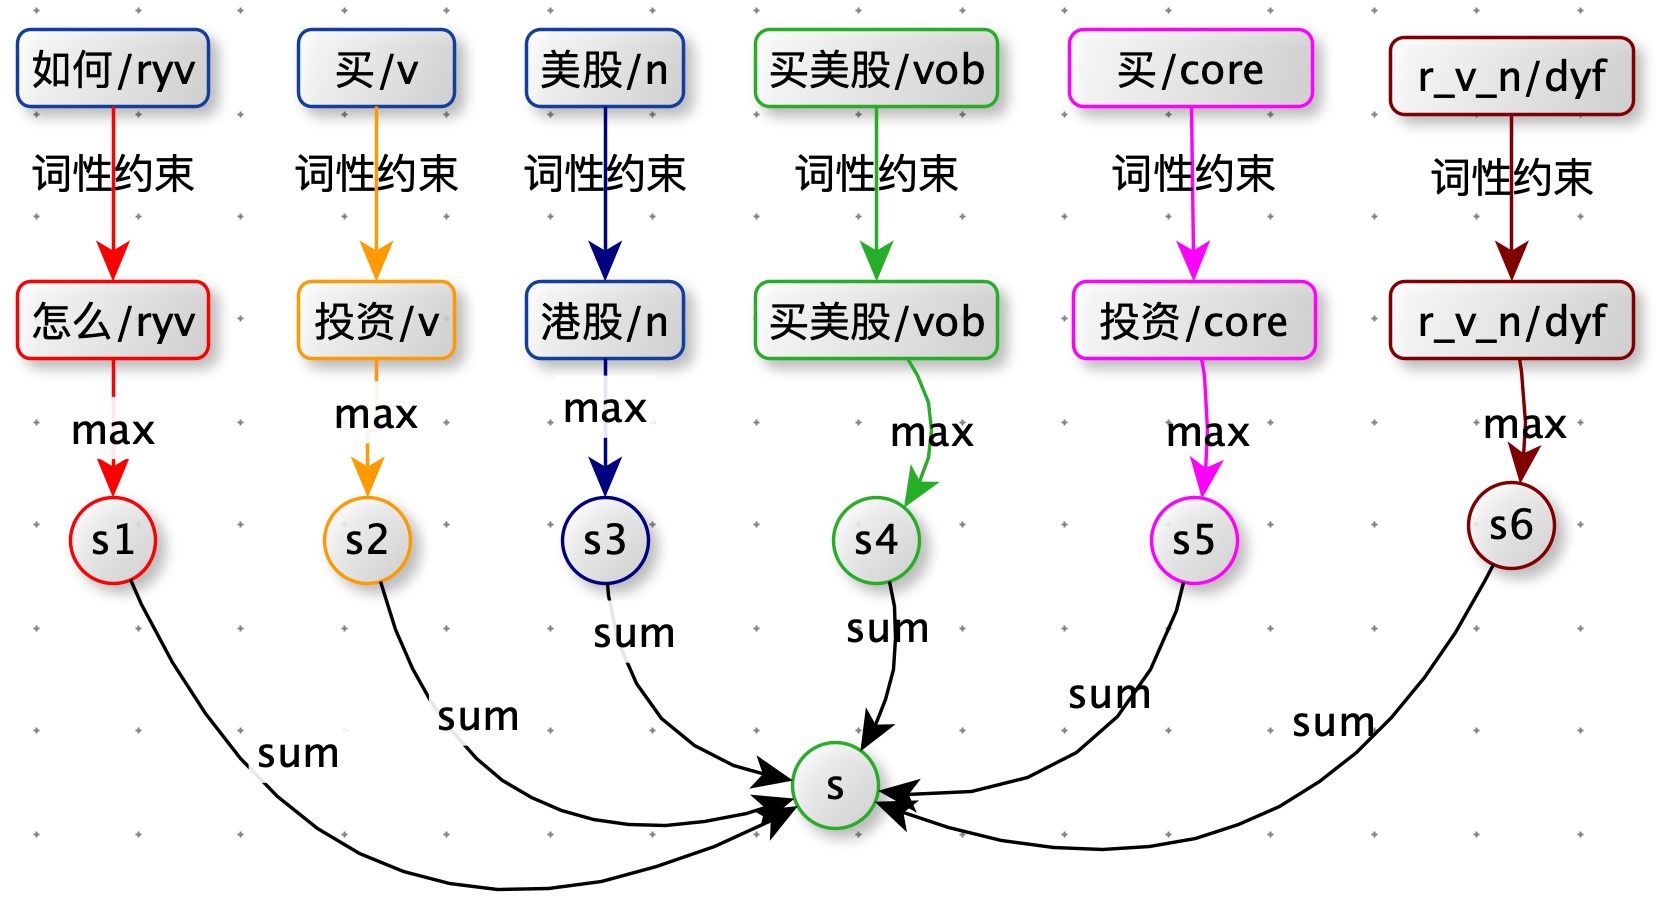 如何/ryv
买/v
美股/n
买美股/vob
买/core
r_v_n/dyf
词性约束
词性约束
词性约束
词性约束
词性约束
词性约束
怎么/ryv
投资/v
港股/n
买美股/vob
投资/core
r_v_n/dyf
max
max
max
max
max
max
s1
s2
s3
s4
s5
s6
sum
sum
sum
sum
sum
sum
s